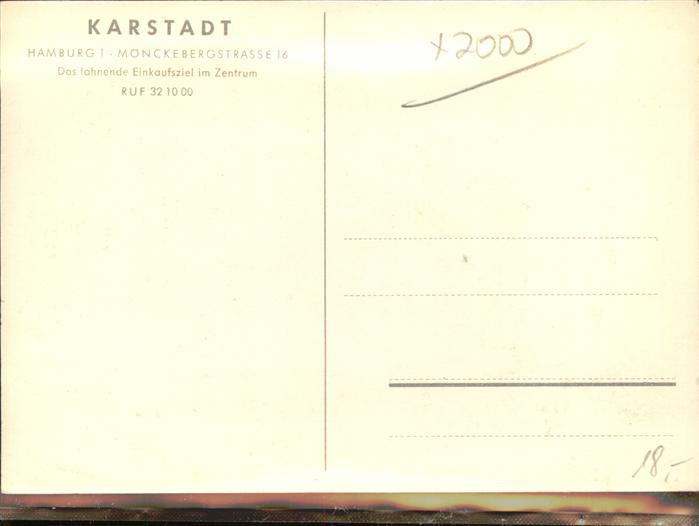 KARSTADT
HAMBURG 1 - MÖNCKEBERGSTRASSE 16
Das lohnende Einkaufsziel im Zentrum
RUF 32 10 00
x2000
18,-